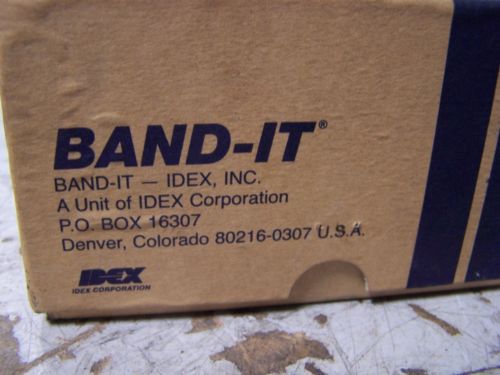 BAND-IT®
BAND-IT — IDEX, INC.
A Unit of IDEX Corporation
P.O. BOX 16307
Denver, Colorado 80216-0307 U.S.A.
IDEX
IDEX CORPORATION